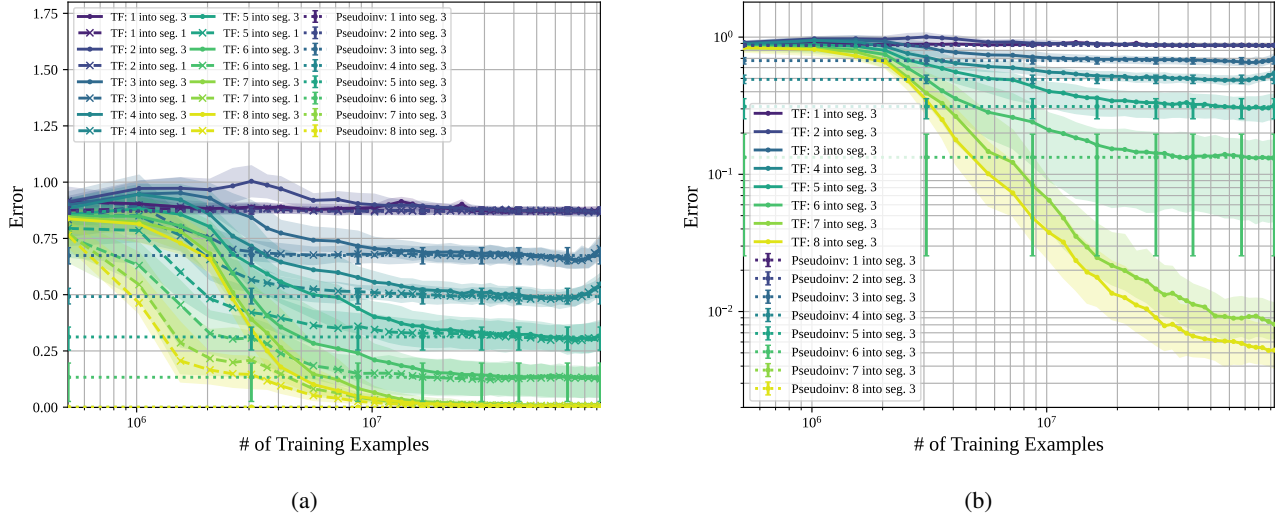 1.75
1.50
1.25
1.00
0.75
0.50
0.25
0.00
Error
TF: 1 into seg. 3
TF: 1 into seg. 1
TF: 2 into seg. 3
TF: 2 into seg. 1
TF: 3 into seg. 3
TF: 3 into seg. 1
TF: 4 into seg. 3
TF: 4 into seg. 1
TF: 5 into seg. 3
TF: 5 into seg. 1
TF: 6 into seg. 3
TF: 6 into seg. 1
TF: 7 into seg. 3
TF: 7 into seg. 1
TF: 8 into seg. 3
TF: 8 into seg. 1
Pseudoinv: 1 into seg. 3
Pseudoinv: 2 into seg. 3
Pseudoinv: 3 into seg. 3
Pseudoinv: 4 into seg. 3
Pseudoinv: 5 into seg. 3
Pseudoinv: 6 into seg. 3
Pseudoinv: 7 into seg. 3
Pseudoinv: 8 into seg. 3
10⁶
10⁷
# of Training Examples
(a)
10⁰
10⁻¹
10⁻²
Error
TF: 1 into seg. 3
TF: 2 into seg. 3
TF: 3 into seg. 3
TF: 4 into seg. 3
TF: 5 into seg. 3
TF: 6 into seg. 3
TF: 7 into seg. 3
TF: 8 into seg. 3
Pseudoinv: 1 into seg. 3
Pseudoinv: 2 into seg. 3
Pseudoinv: 3 into seg. 3
Pseudoinv: 4 into seg. 3
Pseudoinv: 5 into seg. 3
Pseudoinv: 6 into seg. 3
Pseudoinv: 7 into seg. 3
Pseudoinv: 8 into seg. 3
10⁶
10⁷
# of Training Examples
(b)